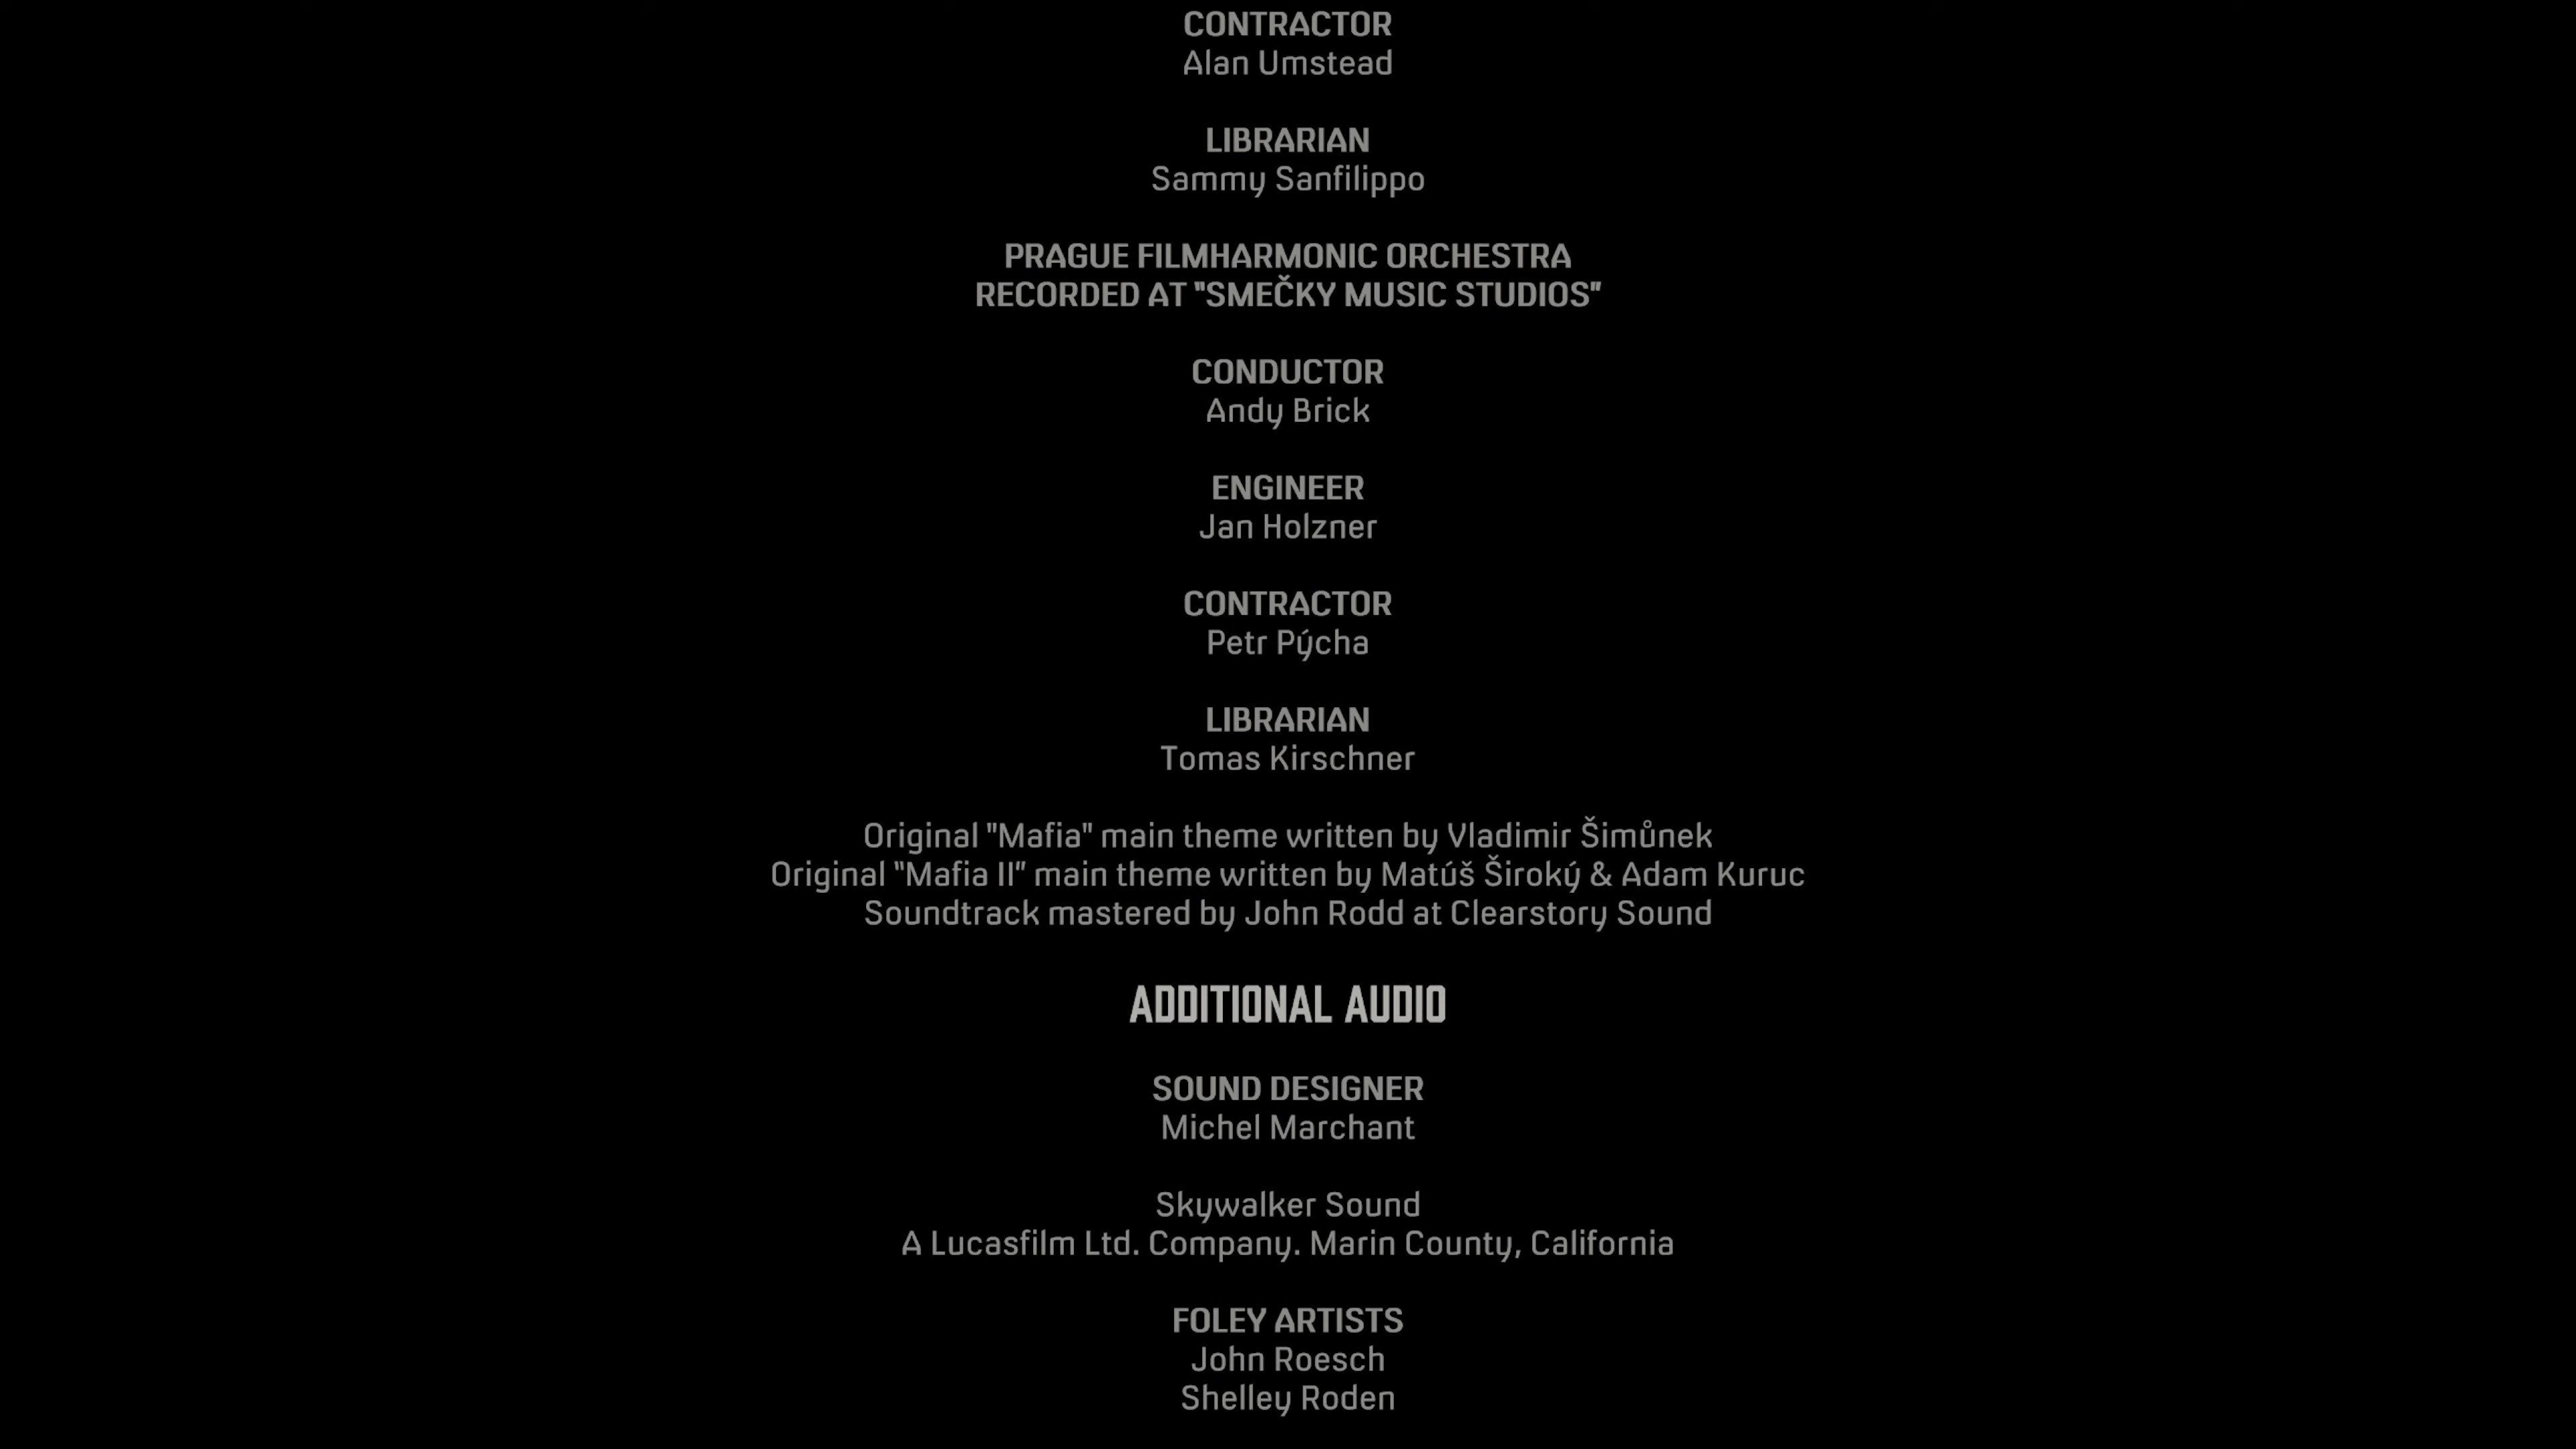 CONTRACTOR
Alan Umstead
LIBRARIAN
Sammy Sanfilippo
PRAGUE FILMHARMONIC ORCHESTRA
RECORDED AT "SMEČKY MUSIC STUDIOS"
CONDUCTOR
Andy Brick
ENGINEER
Jan Holzner
CONTRACTOR
Petr Pýcha
LIBRARIAN
Tomas Kirschner
Original "Mafia" main theme written by Vladimir Šimůnek
Original "Mafia II" main theme written by Matúš Široký & Adam Kuruc
Soundtrack mastered by John Rodd at Clearstory Sound
ADDITIONAL AUDIO
SOUND DESIGNER
Michel Marchant
Skywalker Sound
A Lucasfilm Ltd. Company. Marin County, California
FOLEY ARTISTS
John Roesch
Shelley Roden